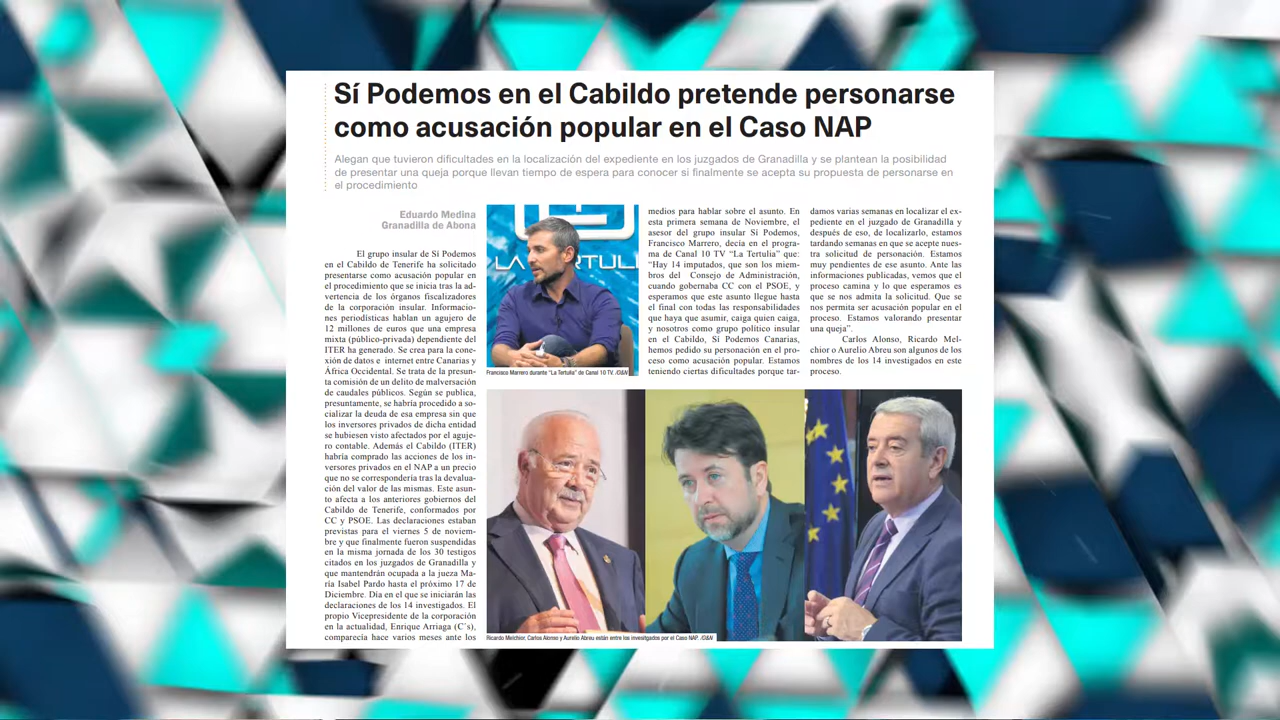 Sí Podemos en el Cabildo pretende personarse
como acusación popular en el Caso NAP
Alegan que tuvieron dificultades en la localización del expediente en los juzgados de Granadilla y se plantean la posibilidad
de presentar una queja porque llevan tiempo de espera para conocer si finalmente se acepta su propuesta de personarse en
el procedimiento
Eduardo Medina
Granadilla de Abona
El grupo insular de Sí Podemos
en el Cabildo de Tenerife ha solicitado
presentarse como acusación popular en
el procedimiento que se inicia tras la ad-
vertencia de los órganos fiscalizadores
de la corporación insular. Informacio-
nes periodísticas hablan un agujero de
12 millones de euros que una empresa
mixta (público-privada) dependiente del
ITER ha generado. Se crea para la cone-
xión de datos e internet entre Canarias y
África Occidental. Se trata de la presun-
ta comisión de un delito de malversación
de caudales públicos. Según se publica,
presuntamente, se habría procedido a so-
cializar la deuda de esa empresa sin que
los inversores privados de dicha entidad
se hubiesen visto afectados por el aguje-
ro contable. Además el Cabildo (ITER)
habría comprado las acciones de los in-
versores privados en el NAP a un precio
que no se correspondería tras la devalua-
ción del valor de las mismas. Este asun-
to afecta a los anteriores gobiernos del
Cabildo de Tenerife, conformados por
CC y PSOE. Las declaraciones estaban
previstas para el viernes 5 de noviem-
bre y que finalmente fueron suspendidas
en la misma jornada de los 30 testigos
citados en los juzgados de Granadilla y
que mantendrán ocupada a la jueza Ma-
ría Isabel Pardo hasta el próximo 17 de
Diciembre. Día en el que se iniciarán las
declaraciones de los 14 investigados. El
propio Vicepresidente de la corporación
en la actualidad, Enrique Arriaga (C´s),
comparecía hace varios meses ante los
LA TERTULI
Francisco Marrero durante "La Tertulia" de Canal 10 TV. /O&N
medios para hablar sobre el asunto. En
esta primera semana de Noviembre, el
asesor del grupo insular Sí Podemos,
Francisco Marrero, decía en el progra-
ma de Canal 10 TV "La Tertulia" que:
"Hay 14 imputados, que son los miem-
bros del Consejo de Administración,
cuando gobernaba CC con el PSOE, y
esperamos que este asunto llegue hasta
el final con todas las responsabilidades
que haya que asumir, caiga quien caiga,
y nosotros como grupo político insular
en el Cabildo, Sí Podemos Canarias,
hemos pedido su personación en el pro-
ceso como acusación popular. Estamos
teniendo ciertas dificultades porque tar-
damos varias semanas en localizar el ex-
pediente en el juzgado de Granadilla y
después de eso, de localizarlo, estamos
tardando semanas en que se acepte nues-
tra solicitud de personación. Estamos
muy pendientes de ese asunto. Ante las
informaciones publicadas, vemos que el
proceso camina y lo que esperamos es
que se nos admita la solicitud. Que se
nos permita ser acusación popular en el
proceso. Estamos valorando presentar
una queja".
Carlos Alonso, Ricardo Mel-
chior o Aurelio Abreu son algunos de los
nombres de los 14 investigados en este
proceso.
Ricardo Melchior, Carlos Alonso y Aurelio Abreu están entre los investigados por el Caso NAP. /O&N